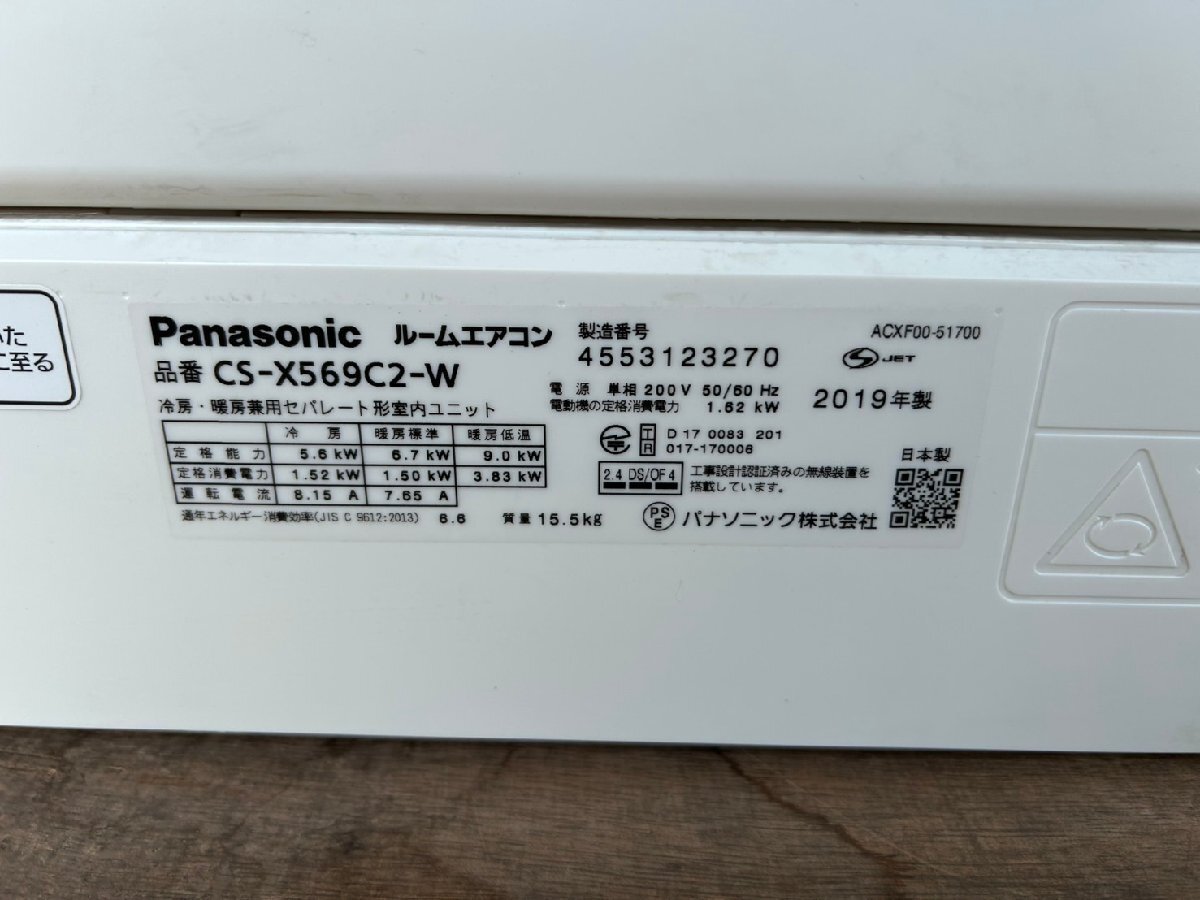 いた
に至る
Panasonic ルームエアコン
品番 CS-X569C2-W
冷房・暖房兼用セパレート形室内ユニット
冷房 暖房標準 暖房低温
定格能力 5.6 kW 6.7 kW 9.0 kW
定格消費電力 1.52 kW 1.50 kW 3.83 kW
運転電流 8.15 A 7.65 A
通年エネルギー消費効率(JIS C 9612:2013) 6.6 質量 15.5kg
製造番号
4553123270
電源 単相 200V 50/60 Hz
電動機の定格消費電力 1.62 kW
ACXF00-51700
JET
2019年製
T D 17 0083 201
R 017-170006
2.4 DS/OF 4 工事設計認証済みの無線装置を
搭載しています。
日本製
PS
E パナソニック株式会社